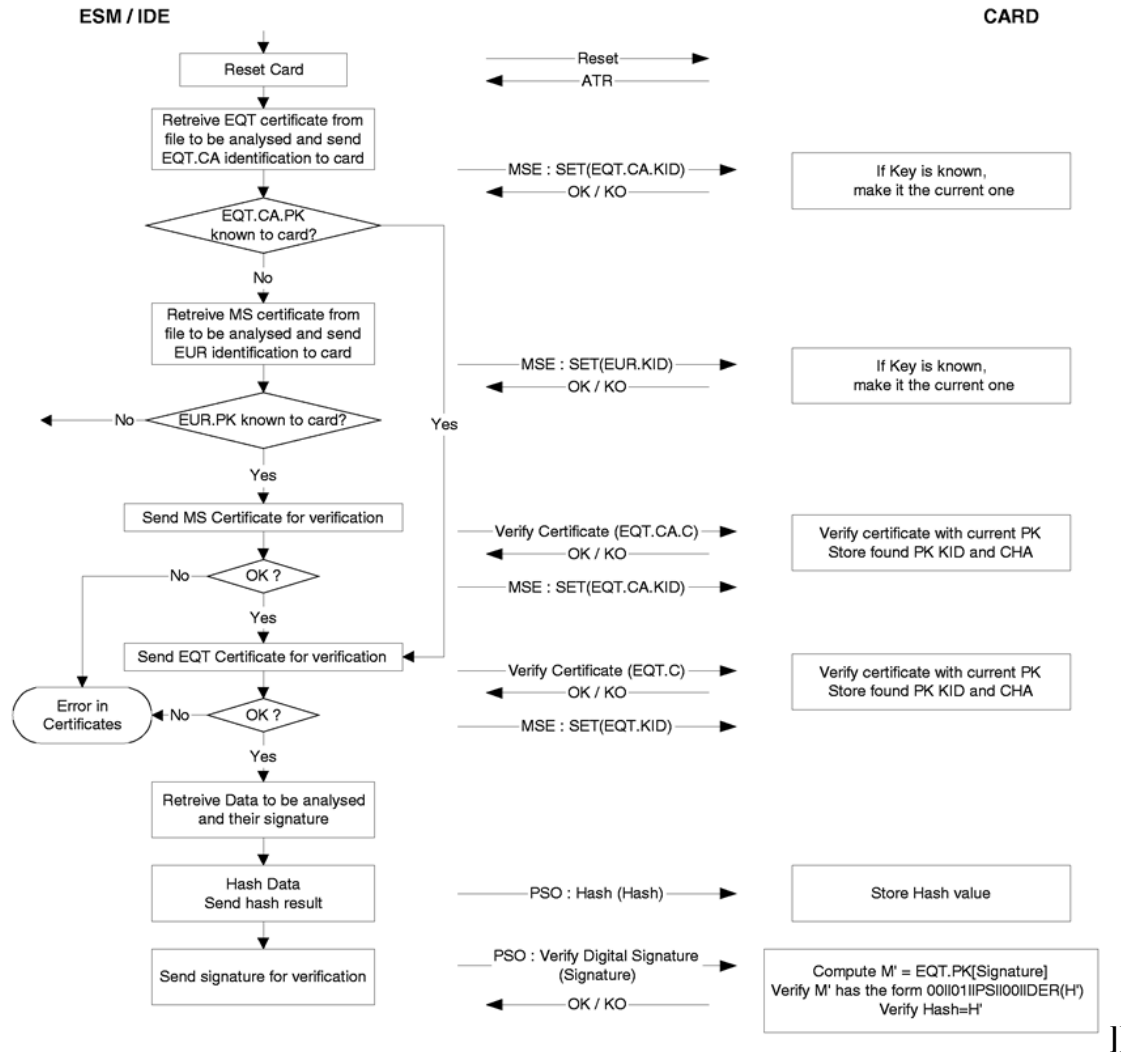 ESM / IDE
CARD
Reset Card
Reset
ATR
Retreive EQT certificate from
file to be analysed and send
EQT.CA identification to card
MSE : SET(EQT.CA.KID)
OK / KO
If Key is known,
make it the current one
EQT.CA.PK
known to card?
No
Yes
Retreive MS certificate from
file to be analysed and send
EUR identification to card
MSE : SET(EUR.KID)
OK / KO
If Key is known,
make it the current one
No
EUR.PK known to card?
Yes
Send MS Certificate for verification
Verify Certificate (EQT.CA.C)
OK / KO
Verify certificate with current PK
Store found PK KID and CHA
No
OK ?
MSE : SET(EQT.CA.KID)
Yes
Send EQT Certificate for verification
Verify Certificate (EQT.C)
OK / KO
Verify certificate with current PK
Store found PK KID and CHA
Error in
Certificates
No
OK ?
MSE : SET(EQT.KID)
Yes
Retreive Data to be analysed
and their signature
Hash Data
Send hash result
PSO : Hash (Hash)
Store Hash value
Send signature for verification
PSO : Verify Digital Signature
(Signature)
OK / KO
Compute M' = EQT.PK[Signature]
Verify M' has the form 00||01||PS||00||DER(H')
Verify Hash=H'